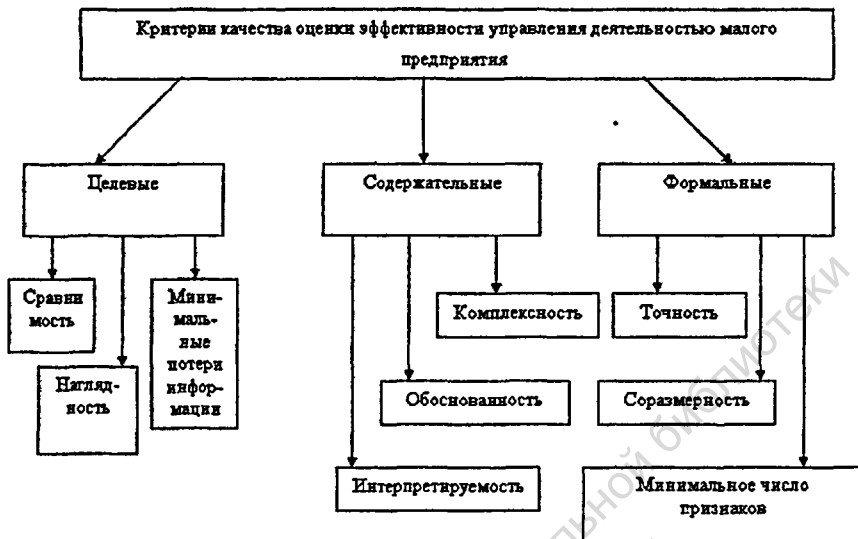 Критерии качества оценки эффективности управления деятельностью малого
предприятия
Целевые
Содержательные
Формальные
Сравни
мость
Нагляд-
ность
Мини-
маль-
ные
потери
инфор-
мации
Комплексность
Обоснованность
Интерпретируемость
Точность
Соразмерность
Минимальное число
признаков
библиотеки